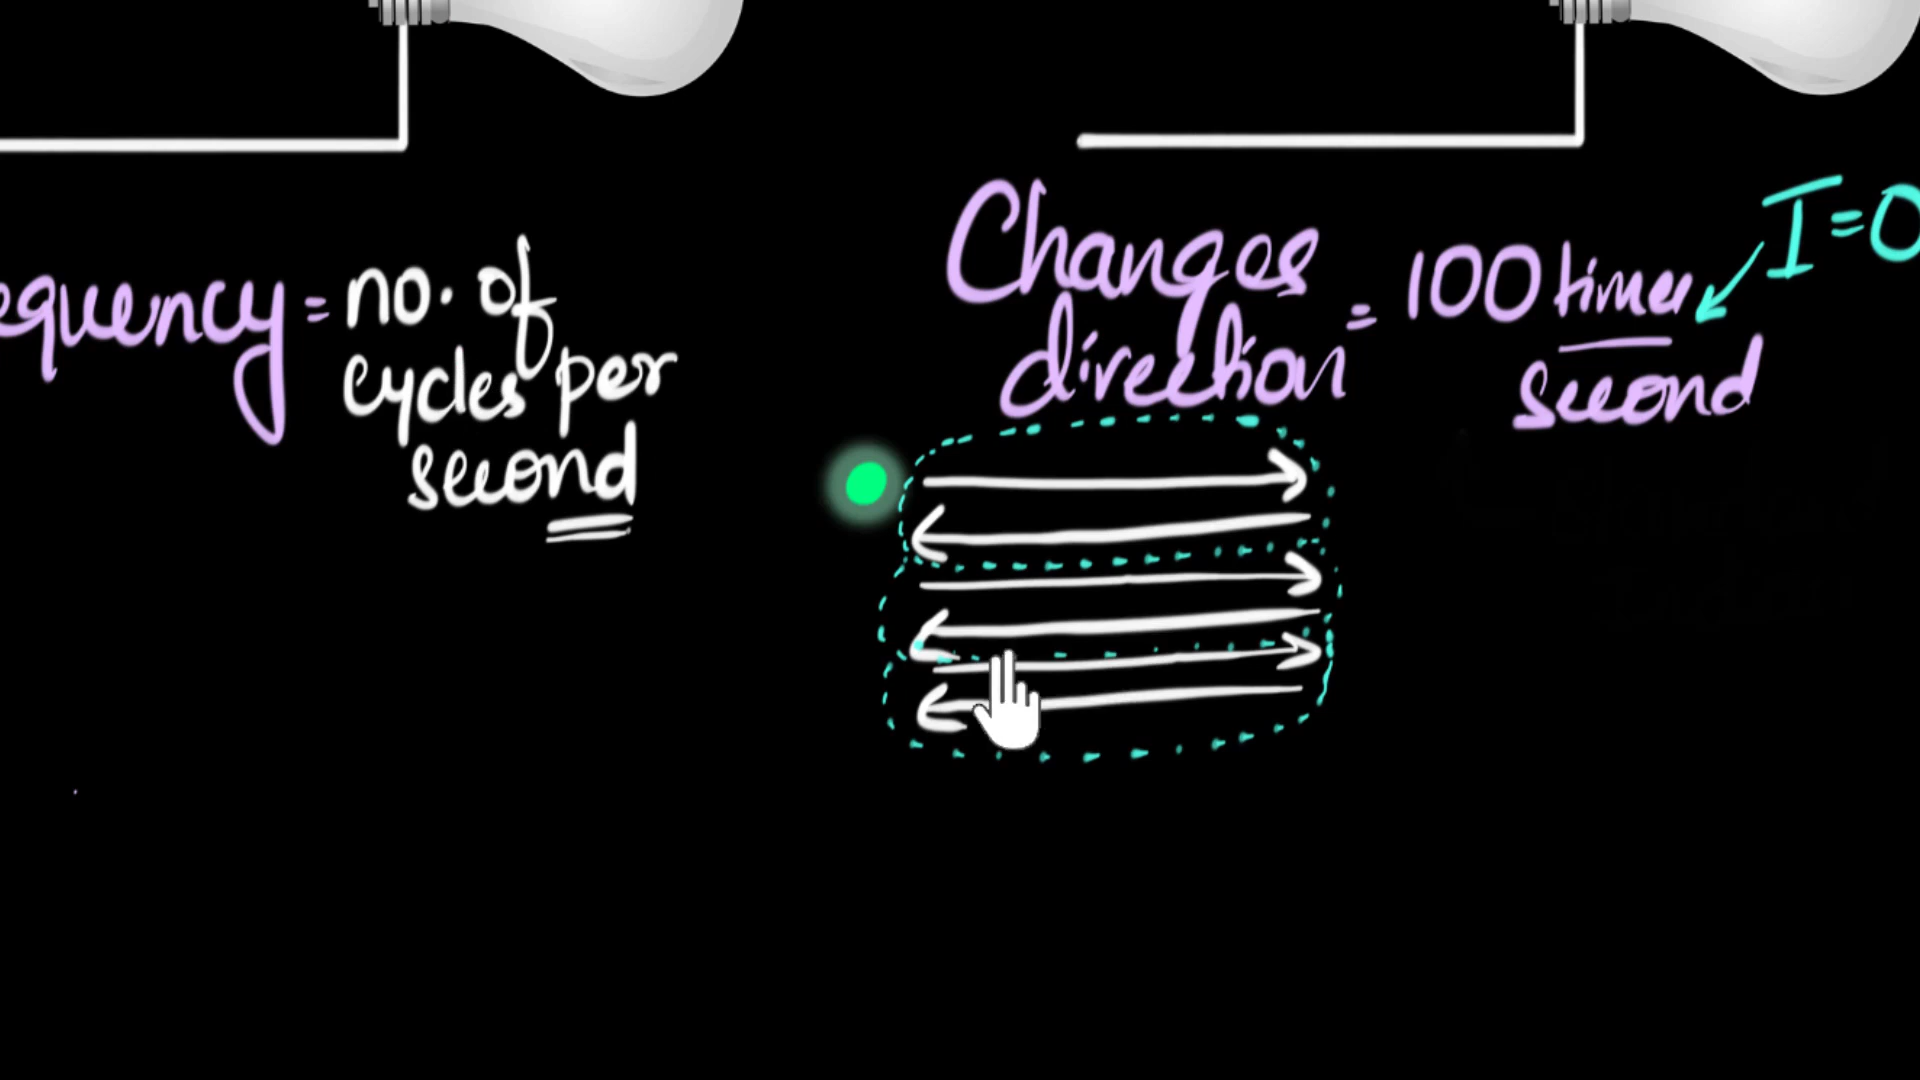 equency = no. of
cycles per
second
Changes
direction = 100 times
second
I = 0